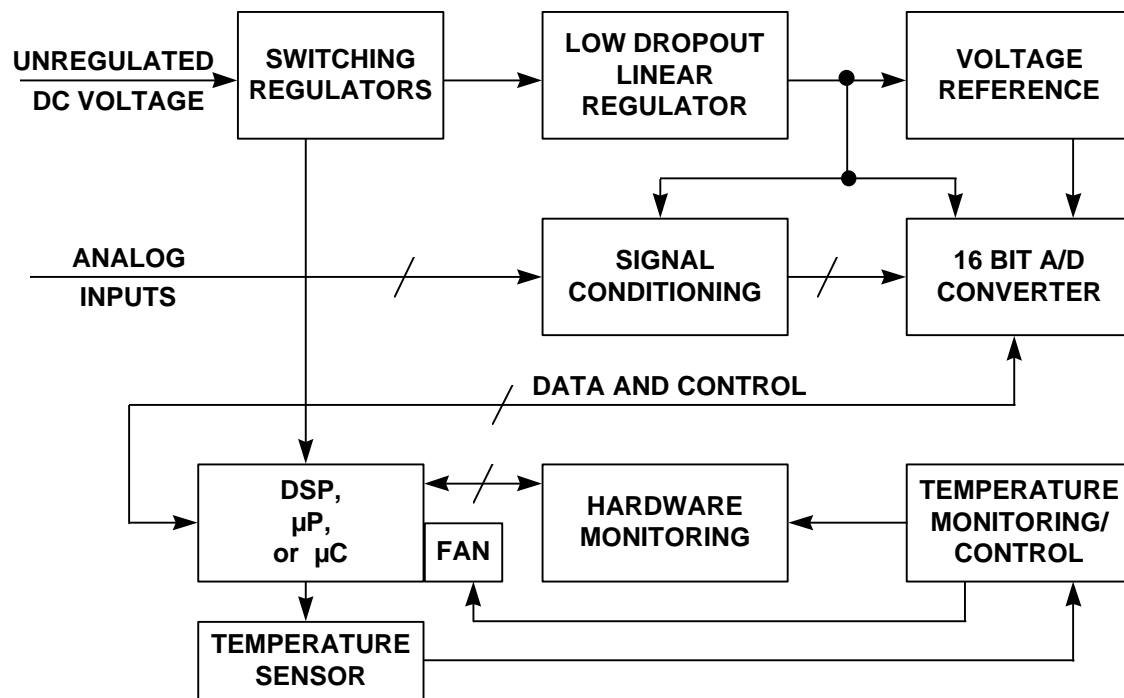 UNREGULATED
DC VOLTAGE
SWITCHING
REGULATORS
LOW DROPOUT
LINEAR
REGULATOR
VOLTAGE
REFERENCE
ANALOG
INPUTS
SIGNAL
CONDITIONING
16 BIT A/D
CONVERTER
DATA AND CONTROL
DSP,
µP,
or µC
FAN
HARDWARE
MONITORING
TEMPERATURE
MONITORING/
CONTROL
TEMPERATURE
SENSOR